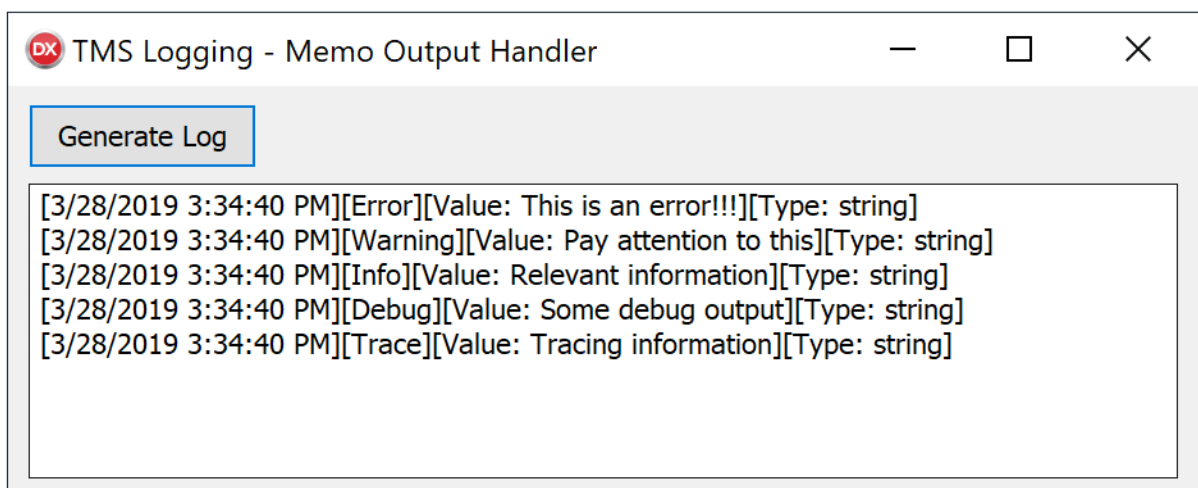 DX TMS Logging - Memo Output Handler
Generate Log
[3/28/2019 3:34:40 PM][Error][Value: This is an error!!!][Type: string]
[3/28/2019 3:34:40 PM][Warning][Value: Pay attention to this][Type: string]
[3/28/2019 3:34:40 PM][Info][Value: Relevant information][Type: string]
[3/28/2019 3:34:40 PM][Debug][Value: Some debug output][Type: string]
[3/28/2019 3:34:40 PM][Trace][Value: Tracing information][Type: string]